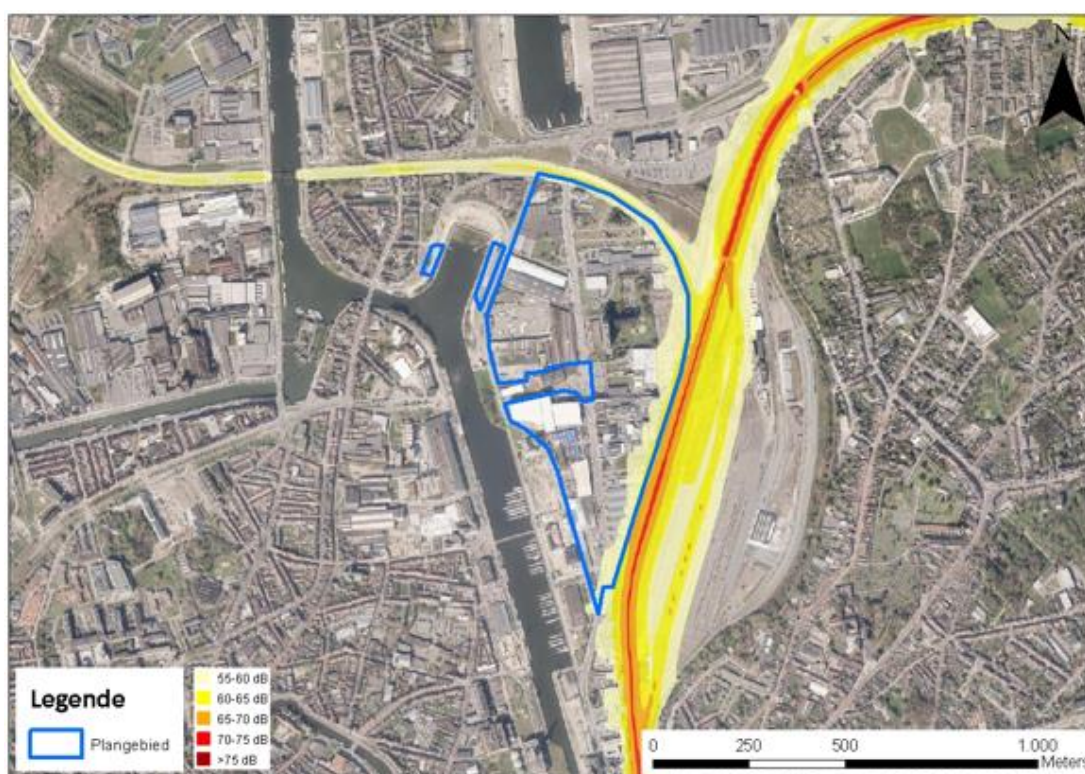 N
Legende
Plangebied
55-60 dB
60-65 dB
65-70 dB
70-75 dB
>75 dB
0 250 500 1.000
Meters